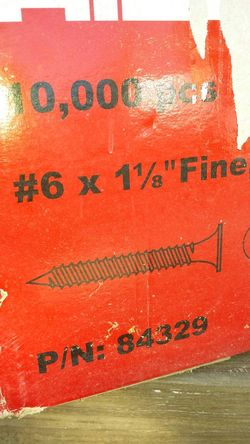 10,000 pcs
#6 x 1⅛" Fine
P/N: 84329